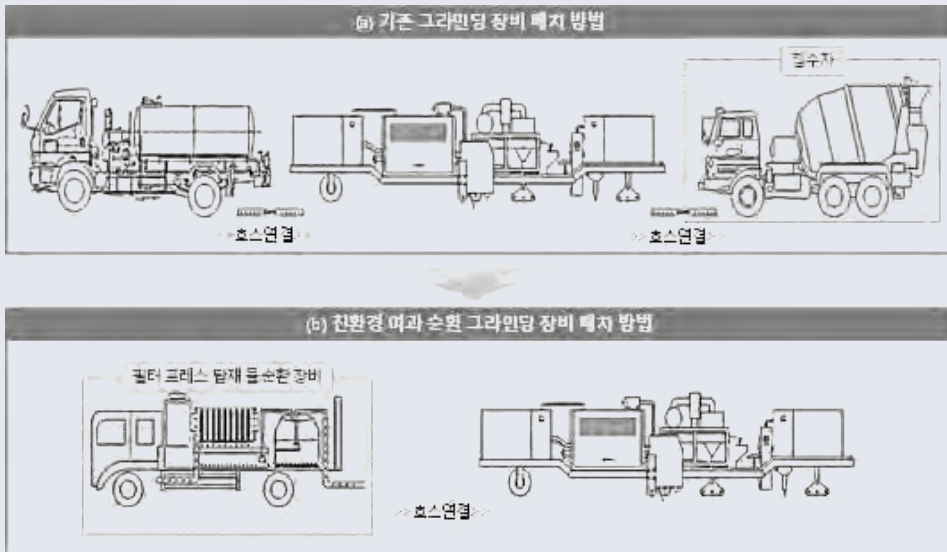 (a) 기존 그라인딩 장비 배치 방법
살수차
호스연결
호스연결
(b) 친환경 여과 순환 그라인딩 장비 배치 방법
필터 프레스 탑재 물순환 장비
호스연결